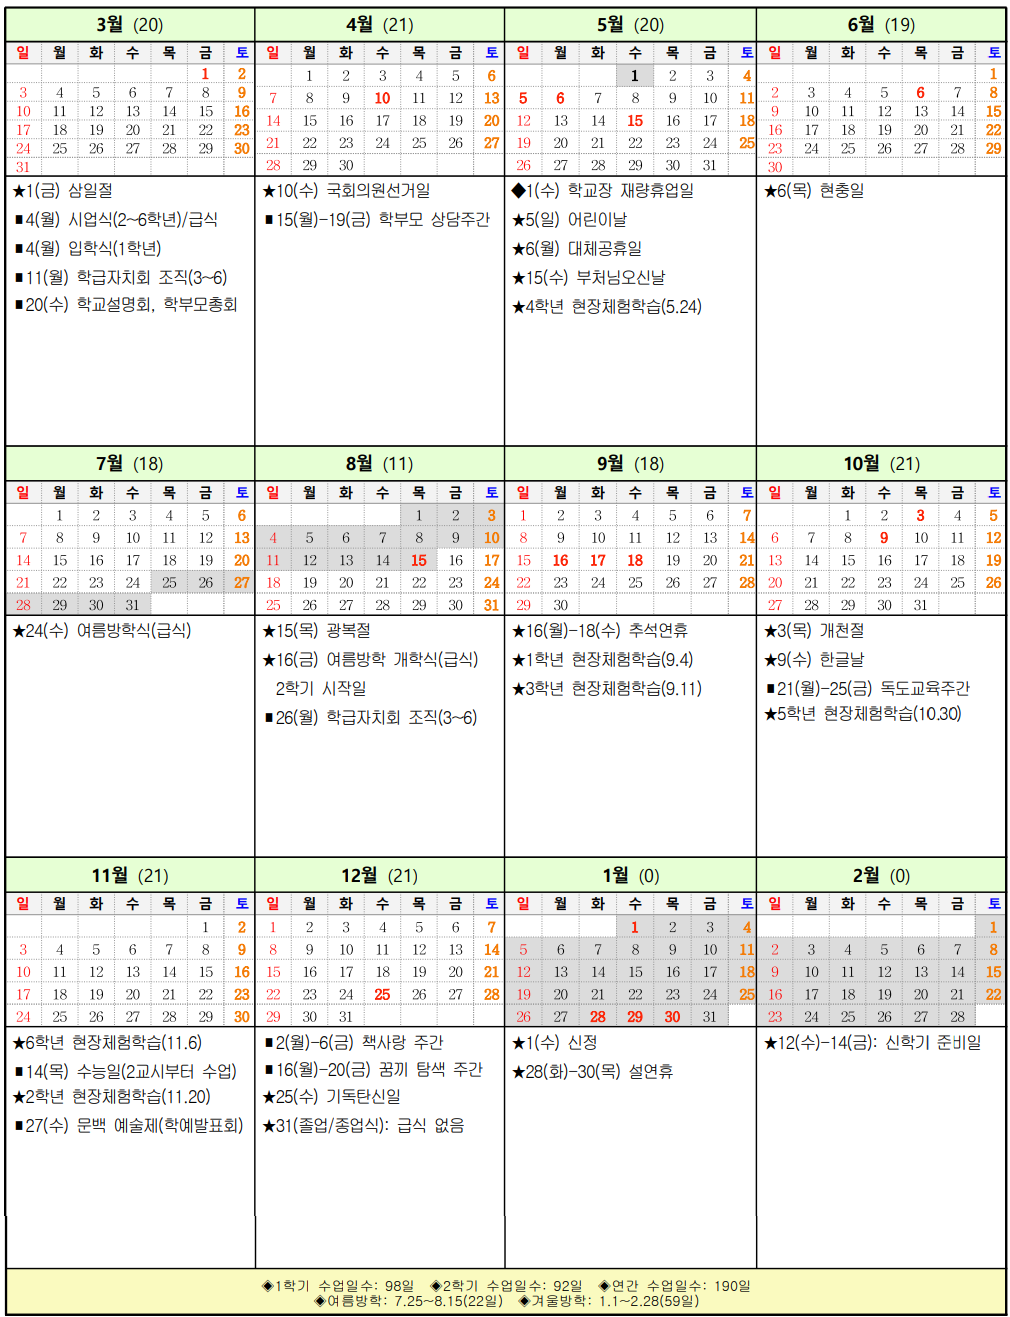 3월 (20)
일 월 화 수 목 금 토
1 2
3 4 5 6 7 8 9
10 11 12 13 14 15 16
17 18 19 20 21 22 23
24 25 26 27 28 29 30
31
★1(금) 삼일절
■4(월) 시업식(2~6학년)/급식
■4(월) 입학식(1학년)
■11(월) 학급자치회 조직(3~6)
■20(수) 학교설명회, 학부모총회
4월 (21)
일 월 화 수 목 금 토
1 2 3 4 5 6
7 8 9 10 11 12 13
14 15 16 17 18 19 20
21 22 23 24 25 26 27
28 29 30
★10(수) 국회의원선거일
■15(월)-19(금) 학부모 상담주간
5월 (20)
일 월 화 수 목 금 토
1 2 3 4
5 6 7 8 9 10 11
12 13 14 15 16 17 18
19 20 21 22 23 24 25
26 27 28 29 30 31
◆1(수) 학교장 재량휴업일
★5(일) 어린이날
★6(월) 대체공휴일
★15(수) 부처님오신날
★4학년 현장체험학습(5.24)
6월 (19)
일 월 화 수 목 금 토
1
2 3 4 5 6 7 8
9 10 11 12 13 14 15
16 17 18 19 20 21 22
23 24 25 26 27 28 29
30
★6(목) 현충일
7월 (18)
일 월 화 수 목 금 토
1 2 3 4 5 6
7 8 9 10 11 12 13
14 15 16 17 18 19 20
21 22 23 24 25 26 27
28 29 30 31
★24(수) 여름방학식(급식)
8월 (11)
일 월 화 수 목 금 토
1 2 3
4 5 6 7 8 9 10
11 12 13 14 15 16 17
18 19 20 21 22 23 24
25 26 27 28 29 30 31
★15(목) 광복절
★16(금) 여름방학 개학식(급식)
2학기 시작일
■26(월) 학급자치회 조직(3~6)
9월 (18)
일 월 화 수 목 금 토
1 2 3 4 5 6 7
8 9 10 11 12 13 14
15 16 17 18 19 20 21
22 23 24 25 26 27 28
29 30
★16(월)-18(수) 추석연휴
★1학년 현장체험학습(9.4)
★3학년 현장체험학습(9.11)
10월 (21)
일 월 화 수 목 금 토
1 2 3 4 5
6 7 8 9 10 11 12
13 14 15 16 17 18 19
20 21 22 23 24 25 26
27 28 29 30 31
★3(목) 개천절
★9(수) 한글날
■21(월)-25(금) 독도교육주간
★5학년 현장체험학습(10.30)
11월 (21)
일 월 화 수 목 금 토
1 2
3 4 5 6 7 8 9
10 11 12 13 14 15 16
17 18 19 20 21 22 23
24 25 26 27 28 29 30
★6학년 현장체험학습(11.6)
■14(목) 수능일(2교시부터 수업)
★2학년 현장체험학습(11.20)
■27(수) 문백 예술제(학예발표회)
12월 (21)
일 월 화 수 목 금 토
1 2 3 4 5 6 7
8 9 10 11 12 13 14
15 16 17 18 19 20 21
22 23 24 25 26 27 28
29 30 31
■2(월)-6(금) 책사랑 주간
■16(월)-20(금) 꿈끼 탐색 주간
★25(수) 기독탄신일
★31(졸업/종업식): 급식 없음
1월 (0)
일 월 화 수 목 금 토
1 2 3 4
5 6 7 8 9 10 11
12 13 14 15 16 17 18
19 20 21 22 23 24 25
26 27 28 29 30 31
★1(수) 신정
★28(화)-30(목) 설연휴
2월 (0)
일 월 화 수 목 금 토
1
2 3 4 5 6 7 8
9 10 11 12 13 14 15
16 17 18 19 20 21 22
23 24 25 26 27 28
★12(수)-14(금): 신학기 준비일
◈1학기 수업일수: 98일 ◈2학기 수업일수: 92일 ◈연간 수업일수: 190일
◈여름방학: 7.25~8.15(22일) ◈겨울방학: 1.1~2.28(59일)